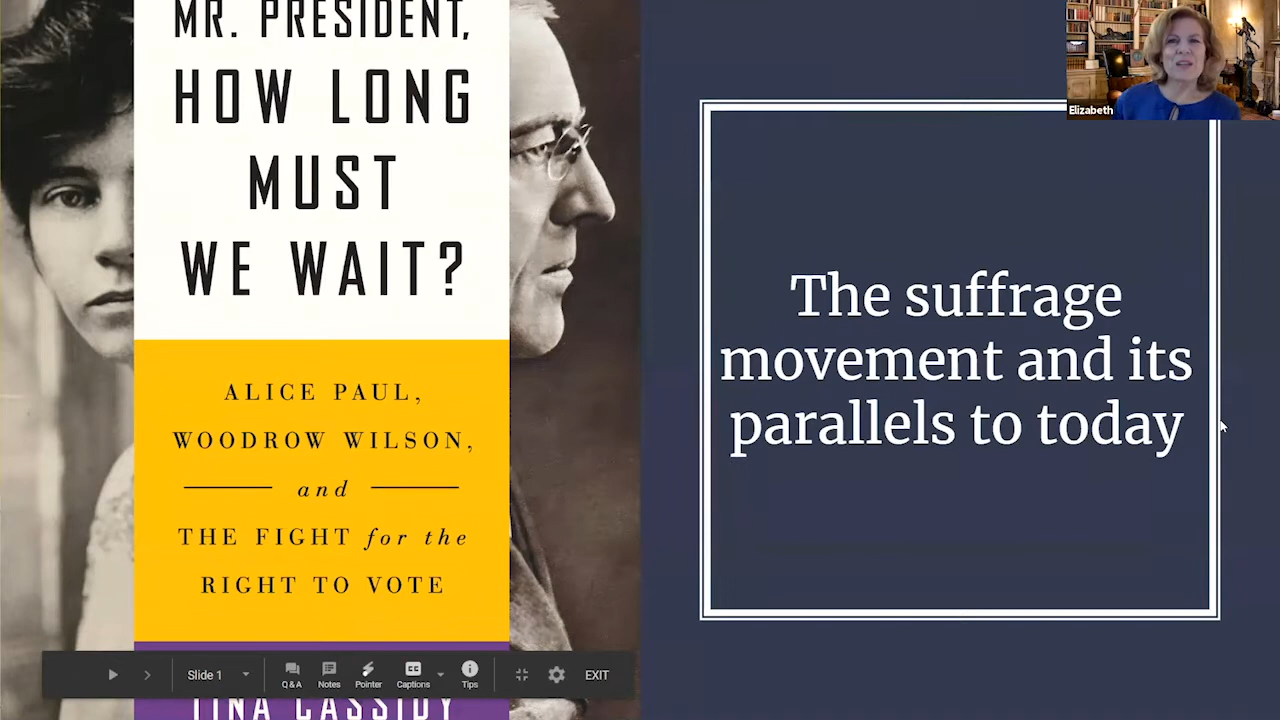 MR. PRESIDENT,
HOW LONG
MUST
WE WAIT?
ALICE PAUL,
WOODROW WILSON,
and
THE FIGHT for the
RIGHT TO VOTE
TINA CASSIDY
The suffrage
movement and its
parallels to today
Elizabeth
Slide 1
Q & A
Notes
Pointer
Captions
Tips
EXIT